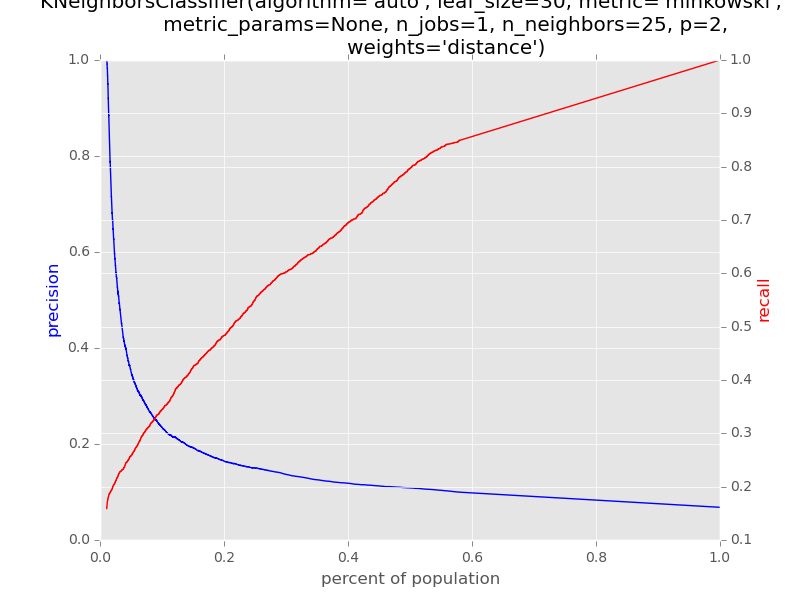 KNeighborsClassifier(algorithm='auto', leaf_size=30, metric='minkowski',
metric_params=None, n_jobs=1, n_neighbors=25, p=2,
weights='distance')
1.0
0.8
0.6
0.4
0.2
0.0
precision
1.0
0.9
0.8
0.7
0.6
0.5
0.4
0.3
0.2
0.1
recall
0.0 0.2 0.4 0.6 0.8 1.0
percent of population